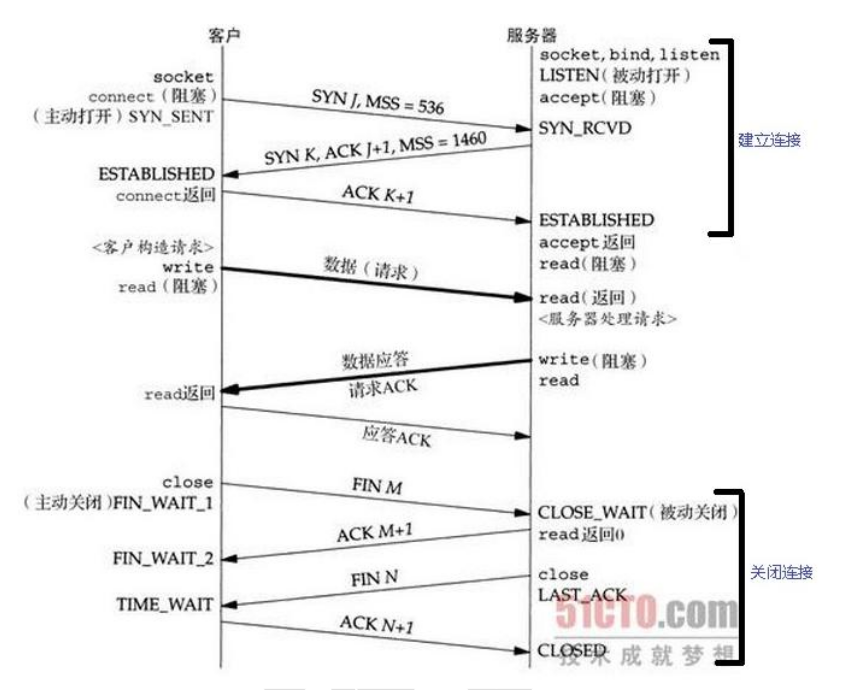 客户
服务器
socket, bind, listen
LISTEN(被动打开)
accept(阻塞)
socket
connect(阻塞)
(主动打开) SYN_SENT
SYN J, MSS = 536
SYN_RCVD
建立连接
SYN K, ACK J+1, MSS = 1460
ESTABLISHED
connect返回
ACK K+1
ESTABLISHED
accept返回
read(阻塞)
<客户构造请求>
write
read(阻塞)
数据(请求)
read(返回)
<服务器处理请求>
数据应答
write(阻塞)
read
请求ACK
read返回
应答ACK
close
(主动关闭)FIN_WAIT_1
FIN M
CLOSE_WAIT(被动关闭)
read返回0
ACK M+1
FIN_WAIT_2
FIN N
close
LAST_ACK
关闭连接
TIME_WAIT
51CTO.com
ACK N+1
CLOSED
技术成就梦想